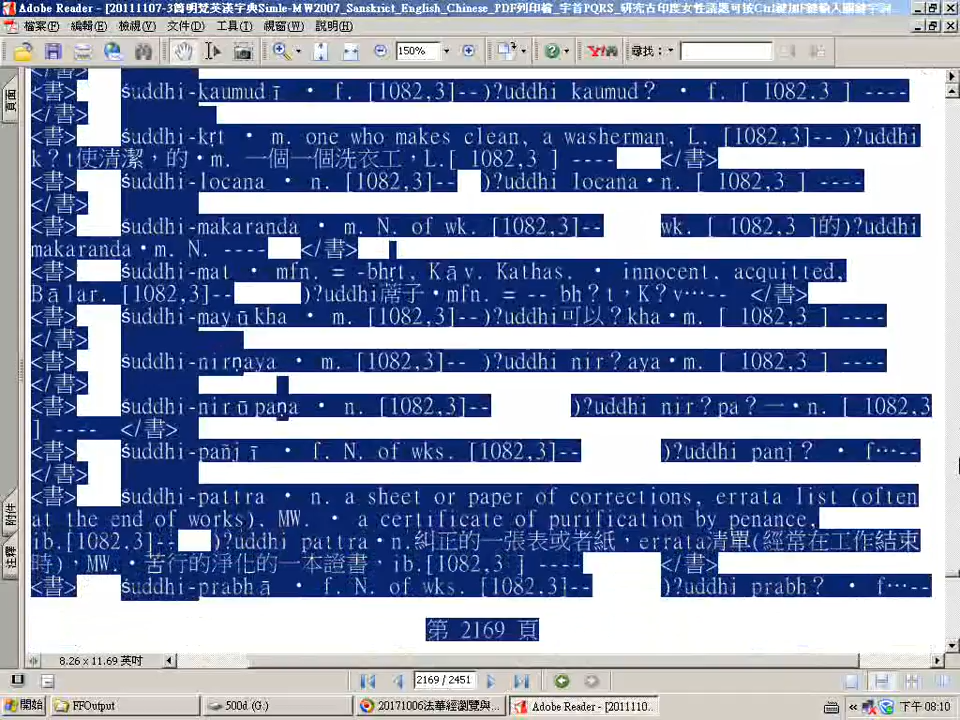 Adobe Reader - [20111107-3簡明梵英漢字典Simle-MW2007_Sanskrict_English_Chinese_PDF列印檔_字首PQRS_研究古印度女性議題可按Ctrl鍵加F鍵輸入關鍵字詞
檔案(F) 編輯(E) 檢視(V) 文件(D) 工具(T) 視窗(W) 說明(H)
150% 尋找：
頁面
附件
註釋
</書>
<書> śuddhi-kaumudī • f. [1082,3]--)?uddhi kaumud？ • f. [ 1082.3 ] ----
</書>
<書> śuddhi-kṛt • m. one who makes clean, a washerman, L. [1082,3]--)?uddhi
k？t使清潔，的•m. 一個一個洗衣工，L.[ 1082,3 ] ---- </書>
<書> śuddhi-locana • n. [1082,3]-- )?uddhi locana•n. [ 1082,3 ] ----
</書>
<書> śuddhi-makaranda • m. N. of wk. [1082,3]-- wk. [ 1082,3 ]的)?uddhi
makaranda•m. N. ---- </書>
<書> śuddhi-mat • mfn. = -bhṛt, Kāv. Kathas. • innocent. acquitted,
Bālar. [1082,3]-- )?uddhi蓆子•mfn. = -- bh？t，K？v…-- </書>
<書> śuddhi-mayūkha • m. [1082,3]--)?uddhi可以？kha•m. [ 1082,3 ] ----
</書>
<書> śuddhi-nirṇaya • m. [1082,3]-- )?uddhi nir？aya•m. [ 1082,3 ] ----
</書>
<書> śuddhi-nirūpaṇa • n. [1082,3]-- )?uddhi nir？pa？一•n. [ 1082,3
] ---- </書>
<書> śuddhi-pañjī • f. N. of wks. [1082,3]-- )?uddhi panj？ • f…--
</書>
<書> śuddhi-pattra • n. a sheet or paper of corrections, errata list (often
at the end of works), MW. • a certificate of purification by penance,
ib.[1082.3]-- )?uddhi pattra•n.糾正的一張表或者紙，errata清單(經常在工作結束
時)，MW.•苦行的淨化的一本證書，ib.[1082,3 ] ---- </書>
<書> śuddhi-prabhā • f. N. of wks. [1082,3]-- )?uddhi prabh？ • f…--
第 2169 頁
8.26 x 11.69 英吋
2169 / 2451
開始 FFOutput 500d (G:) 20171006法華經瀏覽與... Adobe Reader - [2011110... 下午 08:10